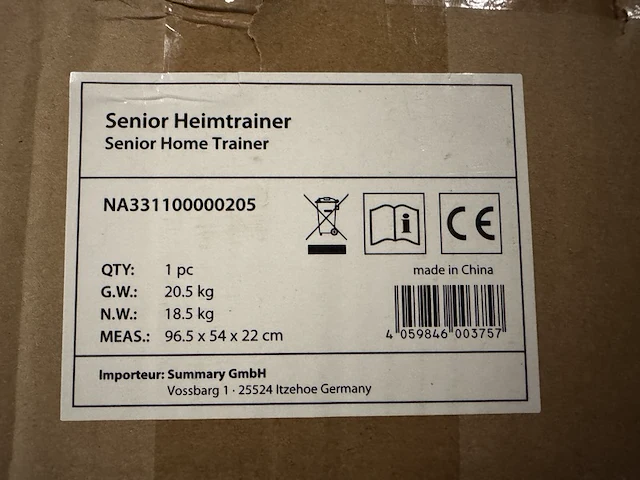 Senior Heimtrainer
Senior Home Trainer
NA331100000205
i
CE
QTY: 1 pc
G.W.: 20.5 kg
N.W.: 18.5 kg
MEAS.: 96.5 x 54 x 22 cm
made in China
4 059846 003757
Importeur: Summary GmbH
Vossbarg 1 · 25524 Itzehoe Germany